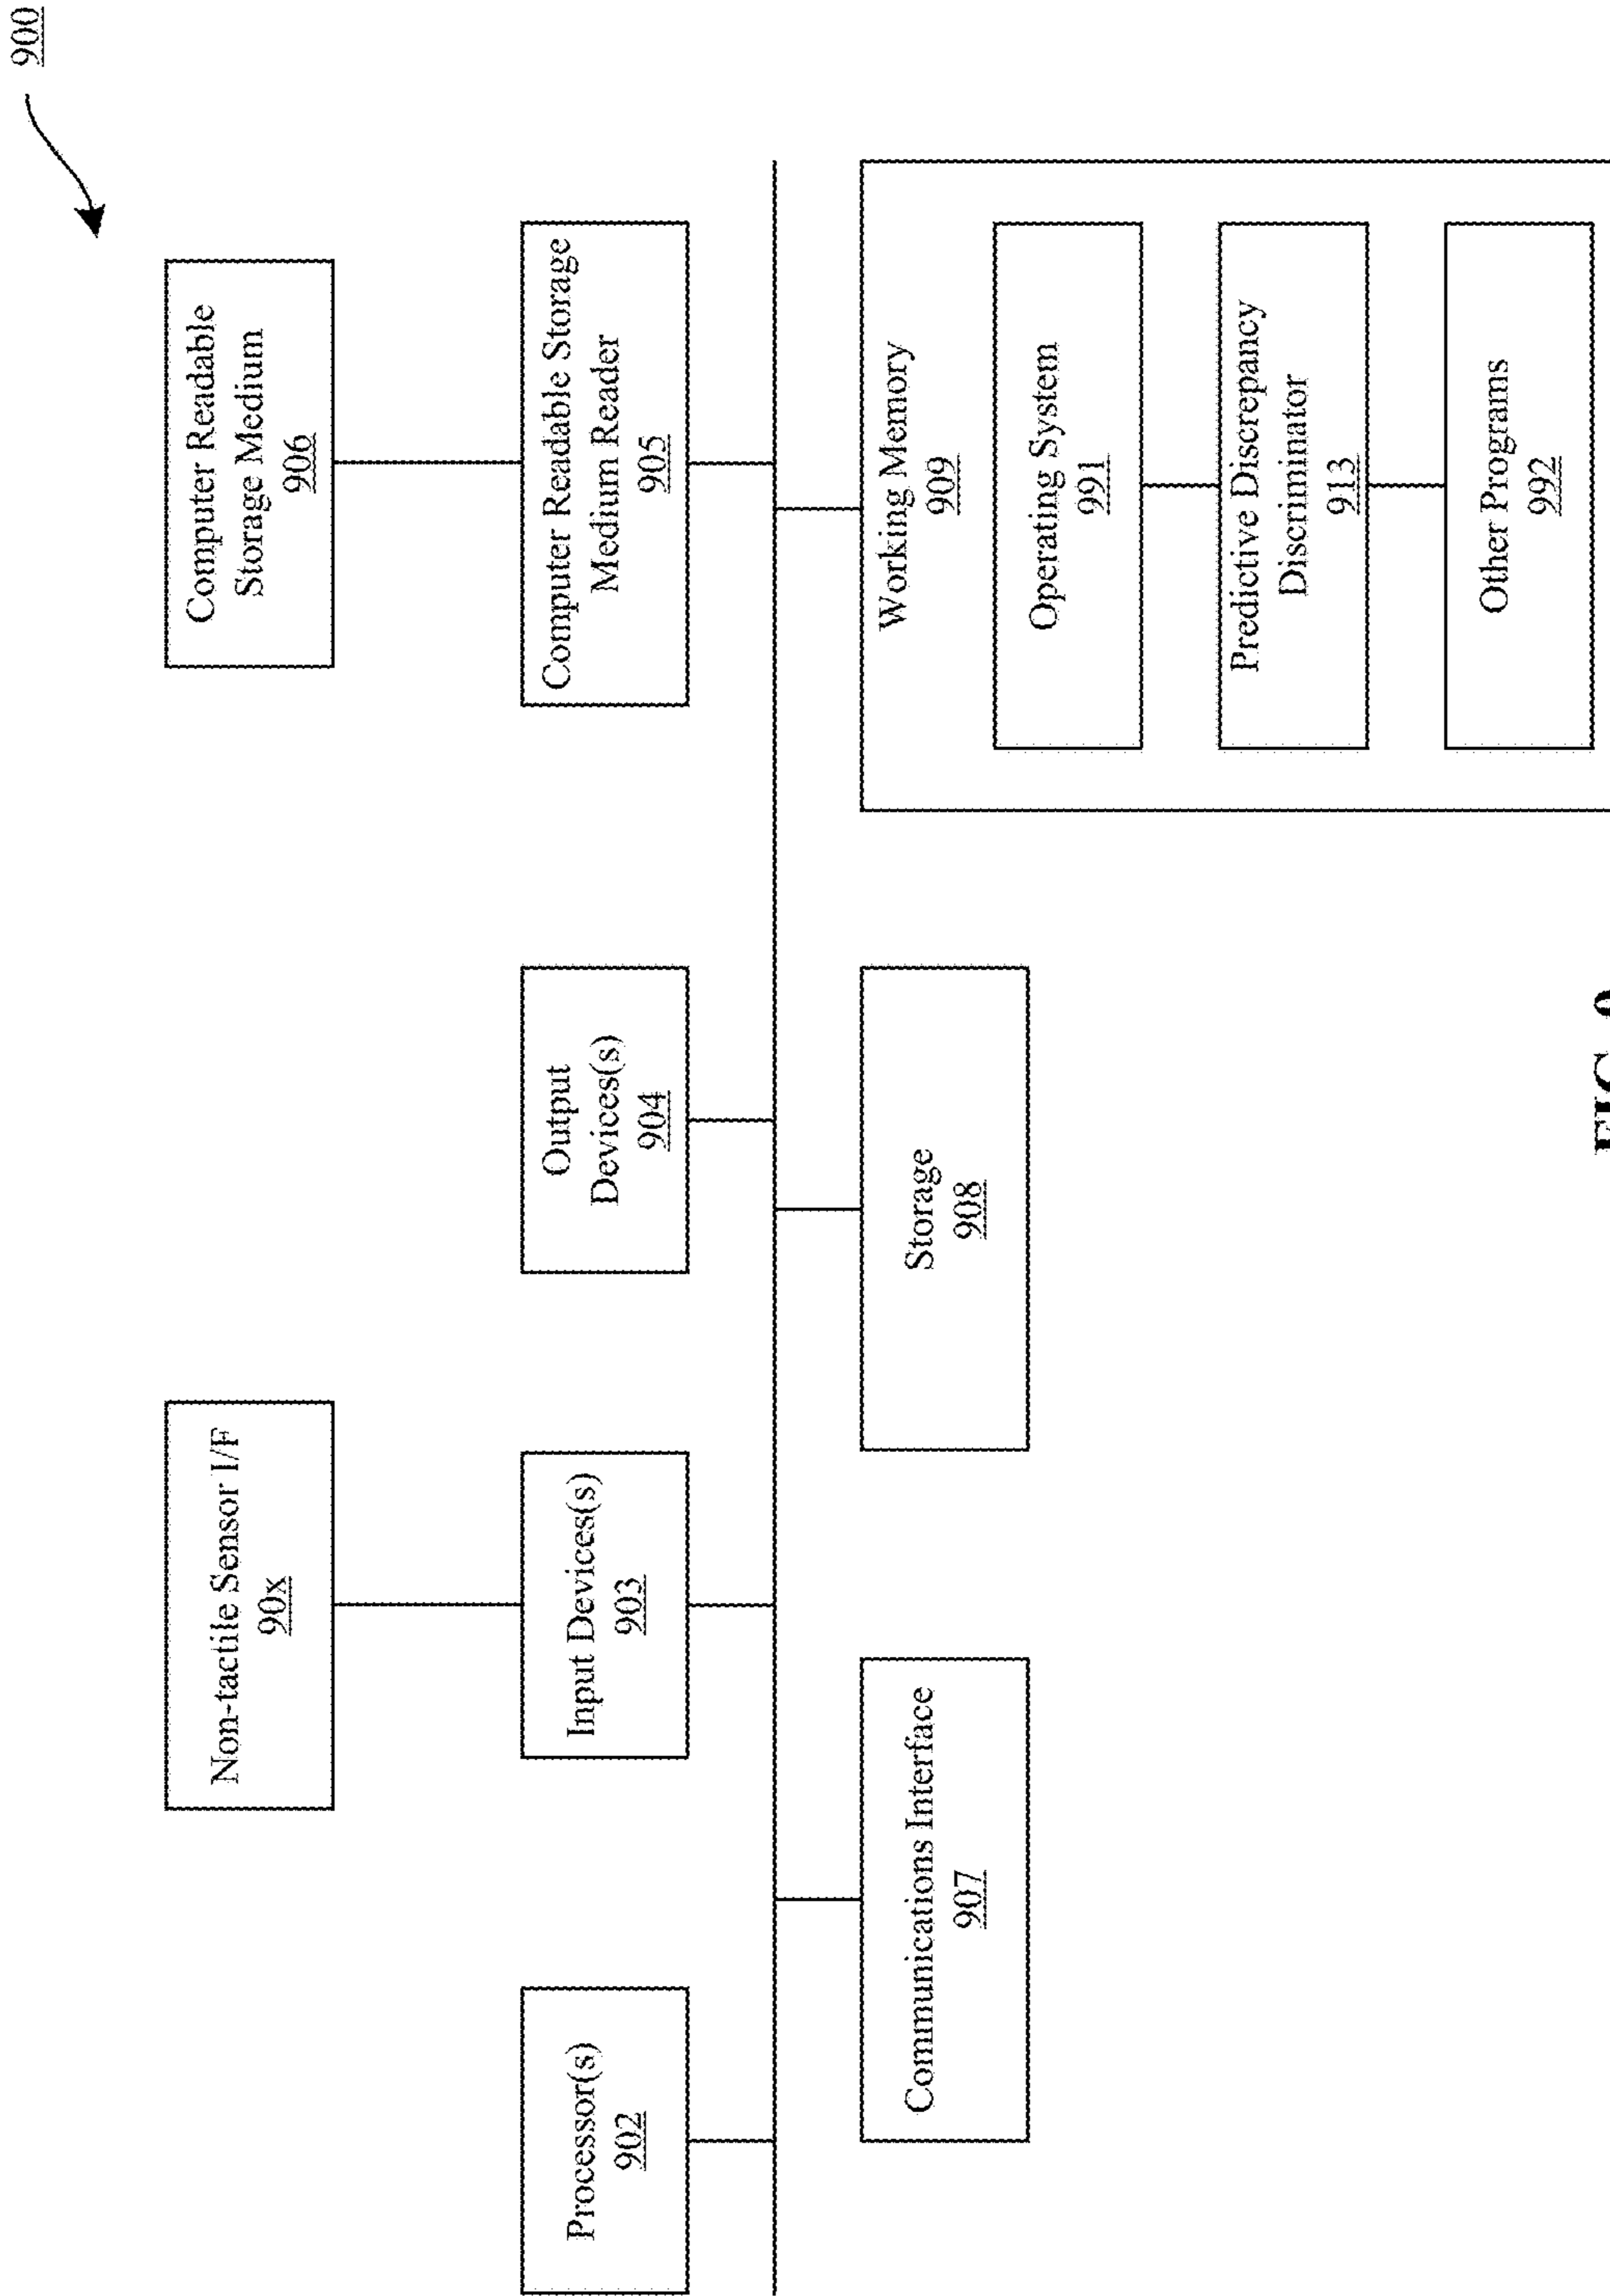 900
Non-tactile Sensor I/F
90x
Computer Readable
Storage Medium
906
Processor(s)
902
Input Devices(s)
903
Output
Devices(s)
904
Computer Readable Storage
Medium Reader
905
Communications Interface
907
Storage
908
Working Memory
909
Operating System
991
Predictive Discrepancy
Discriminator
913
Other Programs
992
FIG. 9